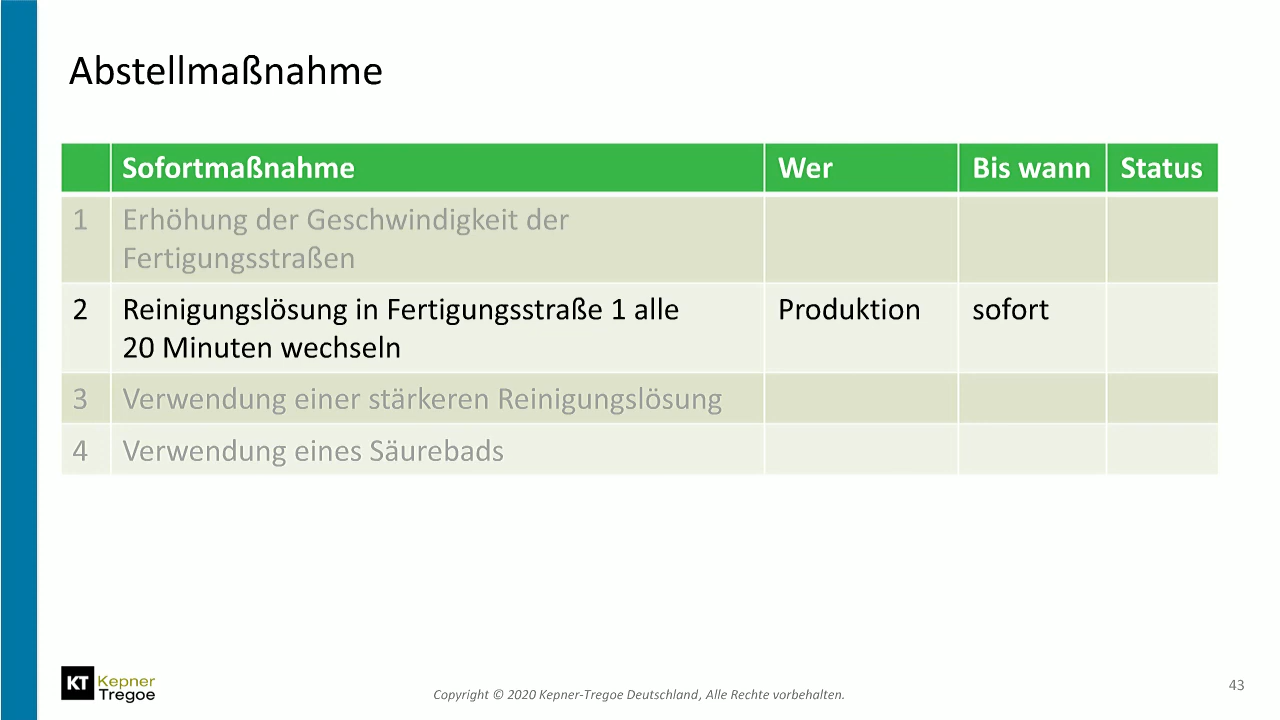 Abstellmaßnahme
Sofortmaßnahme Wer Bis wann Status
1 Erhöhung der Geschwindigkeit der
Fertigungsstraßen
2 Reinigungslösung in Fertigungsstraße 1 alle Produktion sofort
20 Minuten wechseln
3 Verwendung einer stärkeren Reinigungslösung
4 Verwendung eines Säurebads
KT Kepner
Tregoe
Copyright © 2020 Kepner-Tregoe Deutschland, Alle Rechte vorbehalten.
43